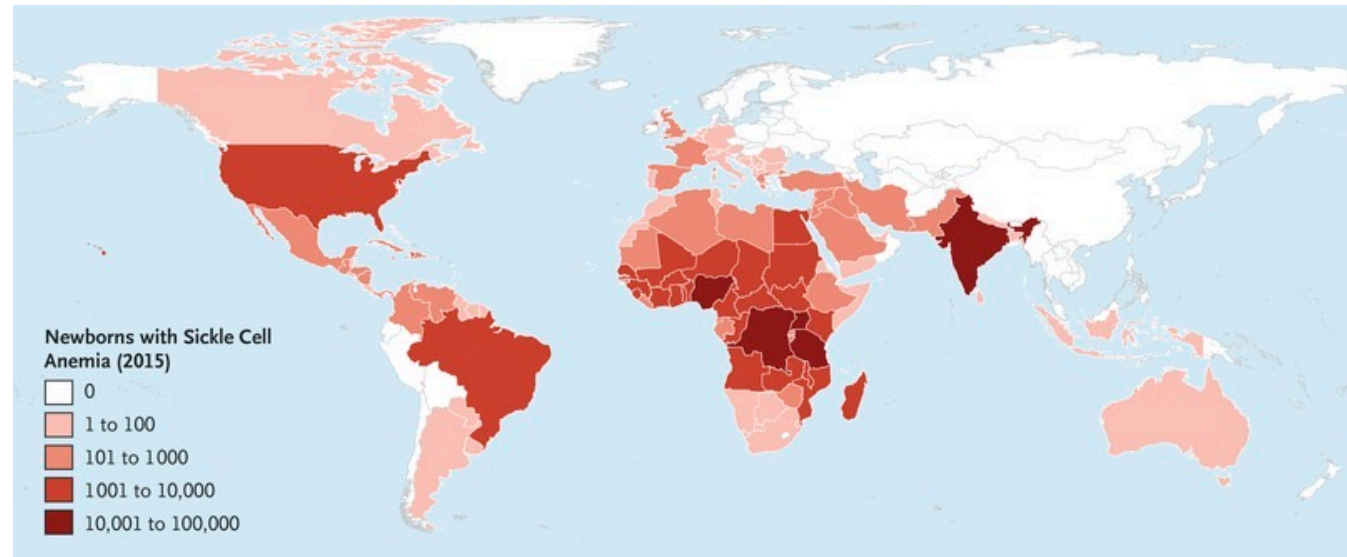 Newborns with Sickle Cell
Anemia (2015)
0
1 to 100
101 to 1000
1001 to 10,000
10,001 to 100,000